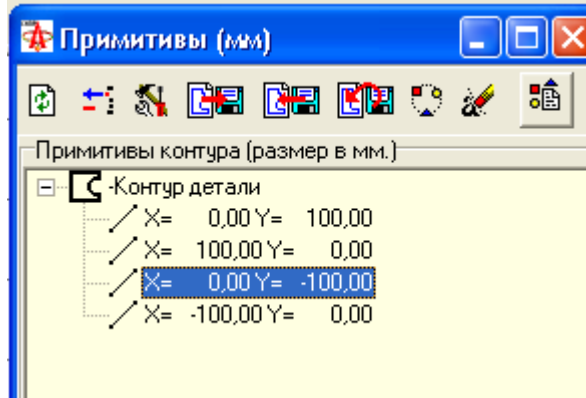 Примитивы (мм)
Примитивы контура (размер в мм.)
-Контур детали
X= 0,00 Y= 100,00
X= 100,00 Y= 0,00
X= 0,00 Y= -100,00
X= -100,00 Y= 0,00